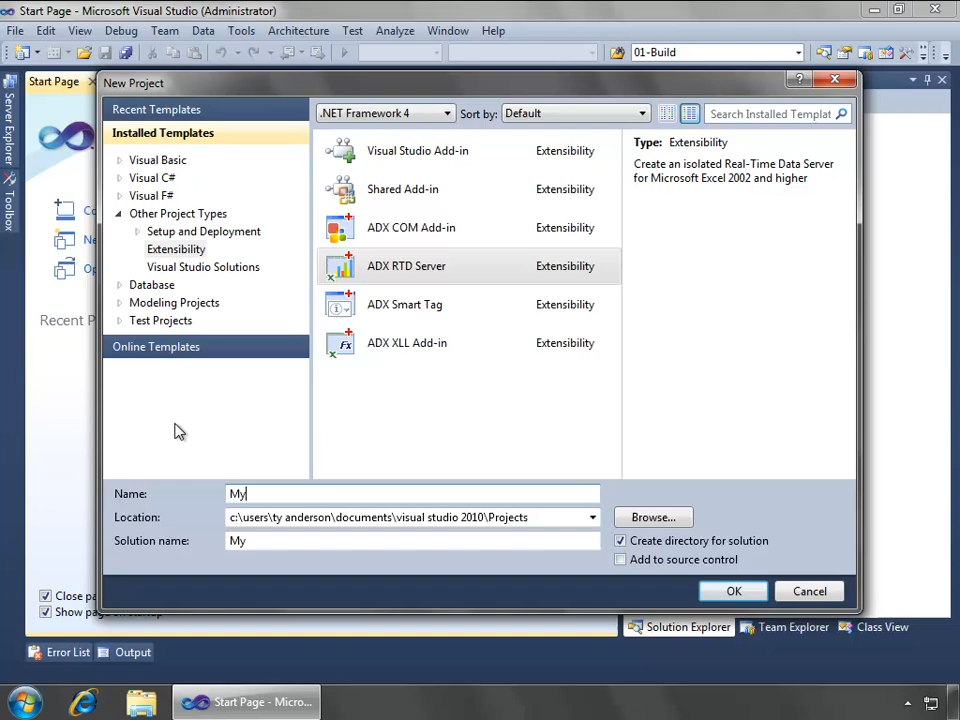 Start Page - Microsoft Visual Studio (Administrator)
File Edit View Debug Team Data Tools Architecture Test Analyze Window Help
01-Build
Start Page
Server Explorer
Toolbox
Recent P
Close pa
Show page on startup
New Project
Recent Templates
Installed Templates
Visual Basic
Visual C#
Visual F#
Other Project Types
Setup and Deployment
Extensibility
Visual Studio Solutions
Database
Modeling Projects
Test Projects
Online Templates
.NET Framework 4
Sort by: Default
Search Installed Templat
Visual Studio Add-in Extensibility
Shared Add-in Extensibility
ADX COM Add-in Extensibility
ADX RTD Server Extensibility
ADX Smart Tag Extensibility
ADX XLL Add-in Extensibility
Type: Extensibility
Create an isolated Real-Time Data Server
for Microsoft Excel 2002 and higher
Name: My
Location: c:\users\ty anderson\documents\visual studio 2010\Projects
Browse...
Solution name: My
Create directory for solution
Add to source control
OK Cancel
Solution Explorer Team Explorer Class View
Error List Output
Start Page - Micro...